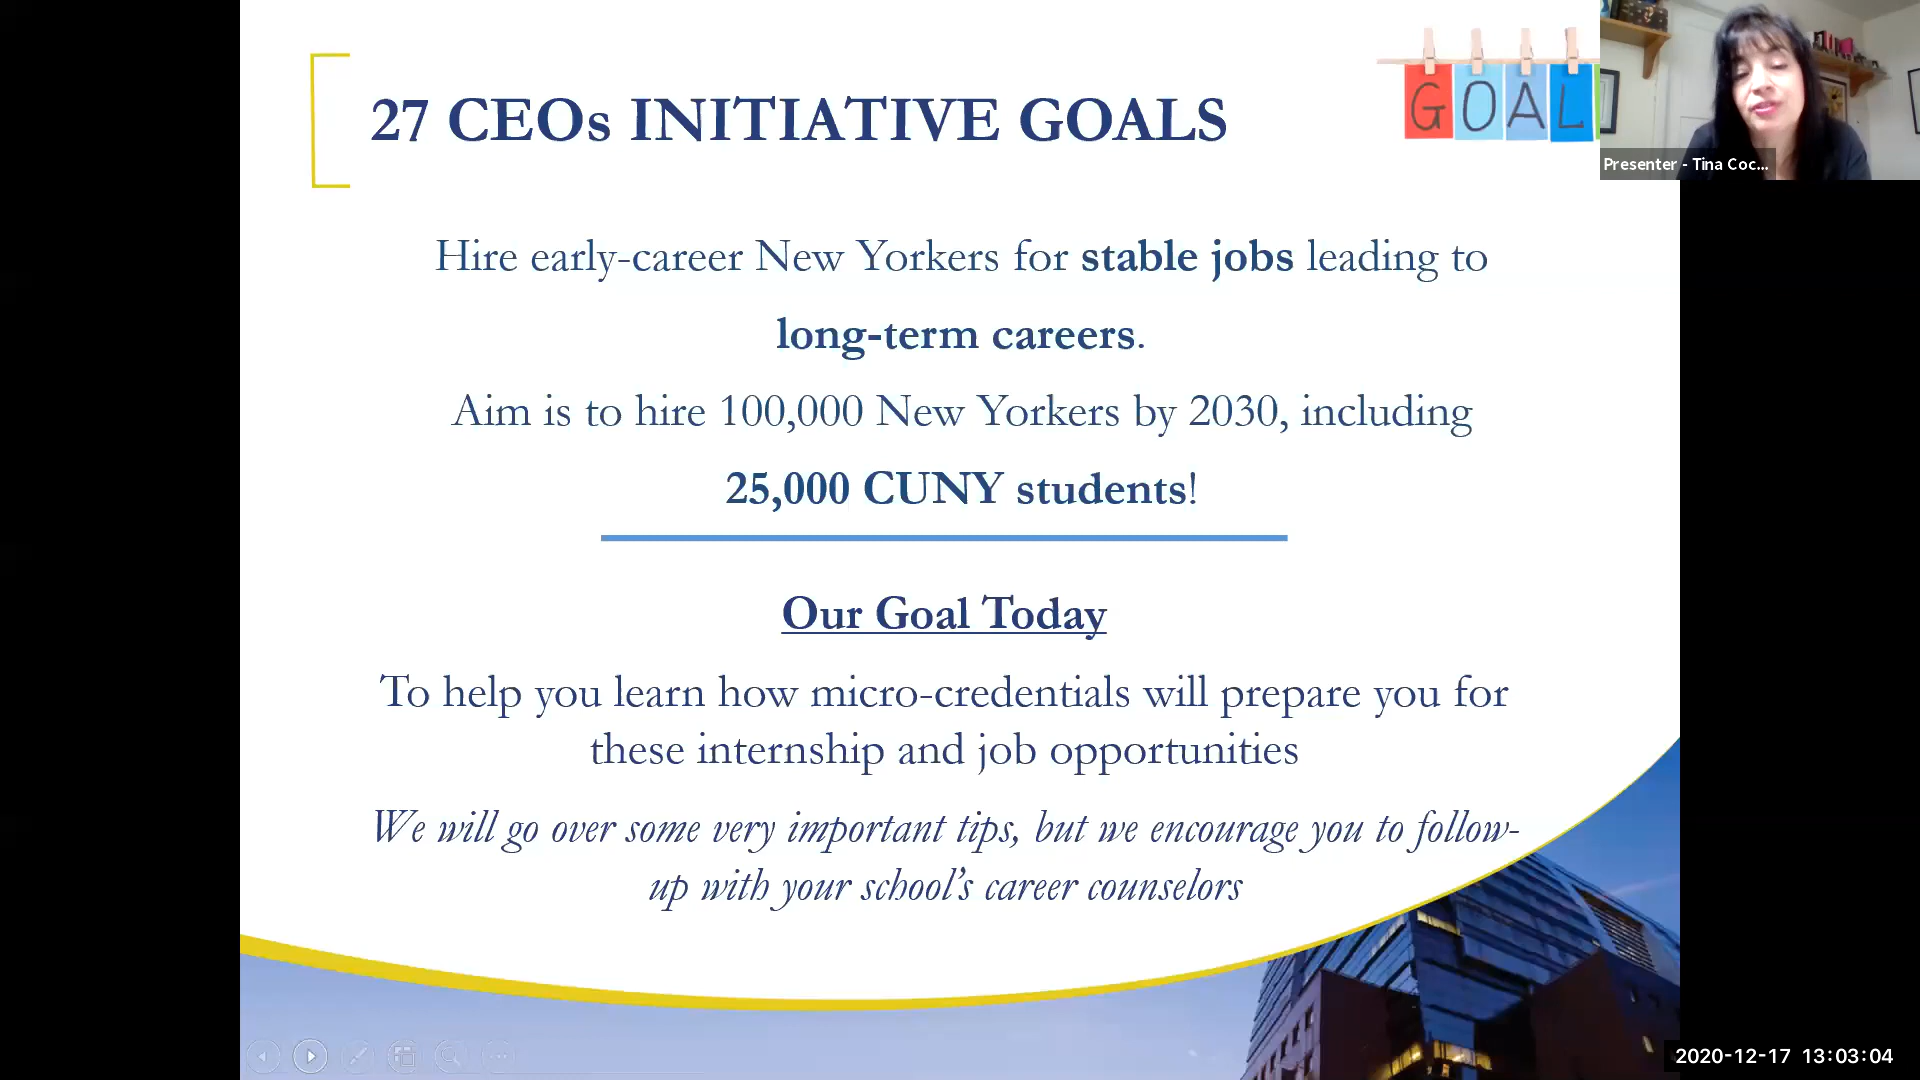 27 CEOs INITIATIVE GOALS
GOAL
Presenter - Tina Coc...
Hire early-career New Yorkers for stable jobs leading to
long-term careers.
Aim is to hire 100,000 New Yorkers by 2030, including
25,000 CUNY students!
Our Goal Today
To help you learn how micro-credentials will prepare you for
these internship and job opportunities
We will go over some very important tips, but we encourage you to follow-
up with your school’s career counselors
2020-12-17 13:03:04